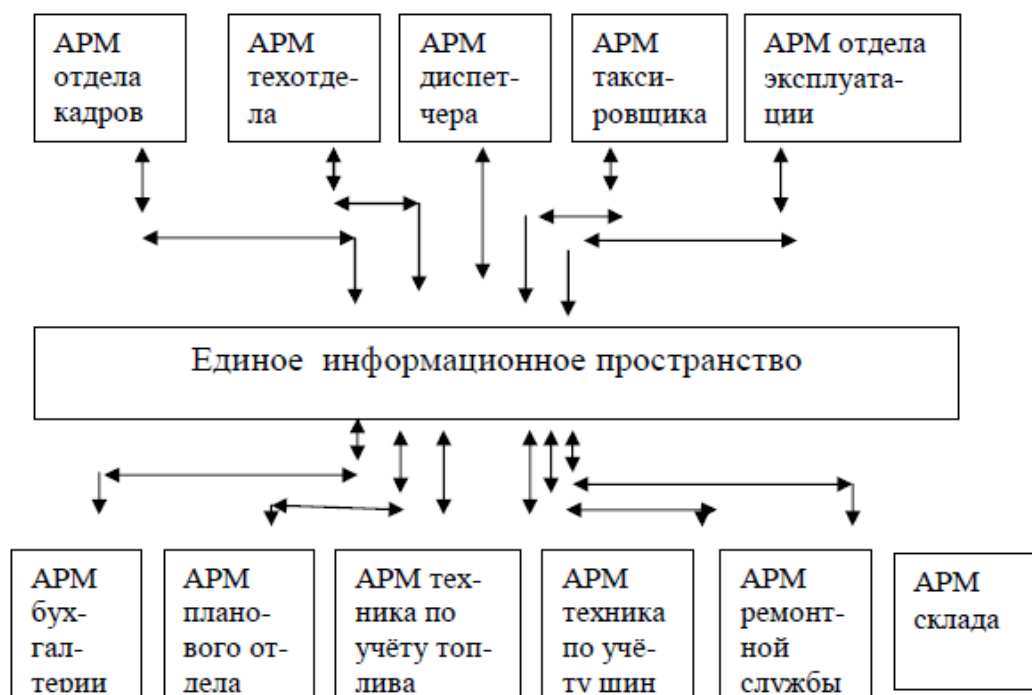 АРМ
отдела
кадров
АРМ
техотде-
ла
АРМ
диспет-
чера
АРМ
такси-
ровщика
АРМ отдела
эксплуата-
ции
Единое информационное пространство
АРМ
бух-
гал-
терии
АРМ
плано-
вого от-
дела
АРМ тех-
ника по
учёту топ-
лива
АРМ
техника
по учё-
ту шин
АРМ
ремонт-
ной
службы
АРМ
склада